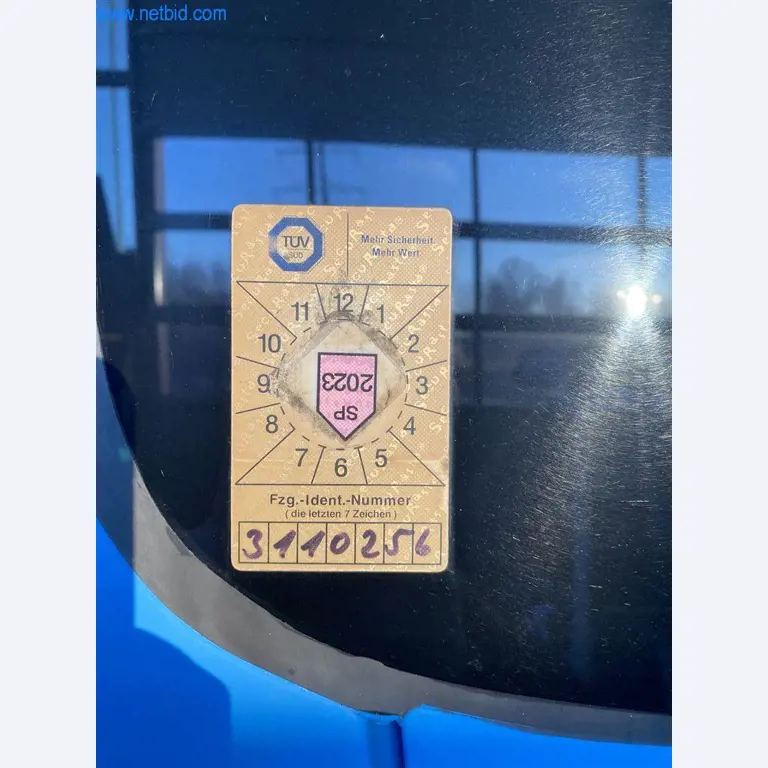 www.netbid.com
TÜV
SÜD
Mehr Sicherheit
Mehr Wert
12
11
1
10
2
9
3
8
4
7
5
6
2023
SP
Fzg.-Ident.-Nummer
(die letzten 7 Zeichen)
3110256